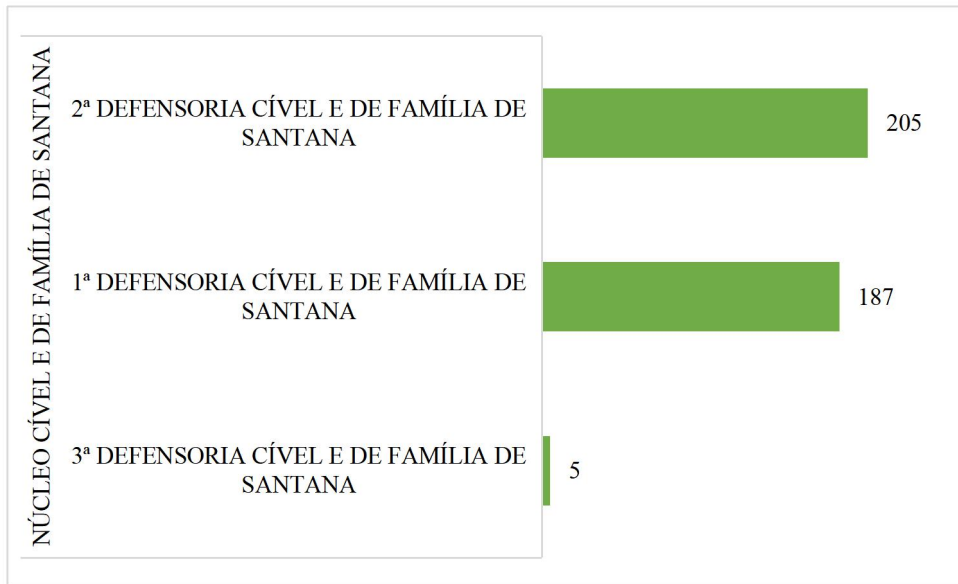 NÚCLEO CÍVEL E DE FAMÍLIA DE SANTANA
2ª DEFENSORIA CÍVEL E DE FAMÍLIA DE
SANTANA
205
1ª DEFENSORIA CÍVEL E DE FAMÍLIA DE
SANTANA
187
3ª DEFENSORIA CÍVEL E DE FAMÍLIA DE
SANTANA
5